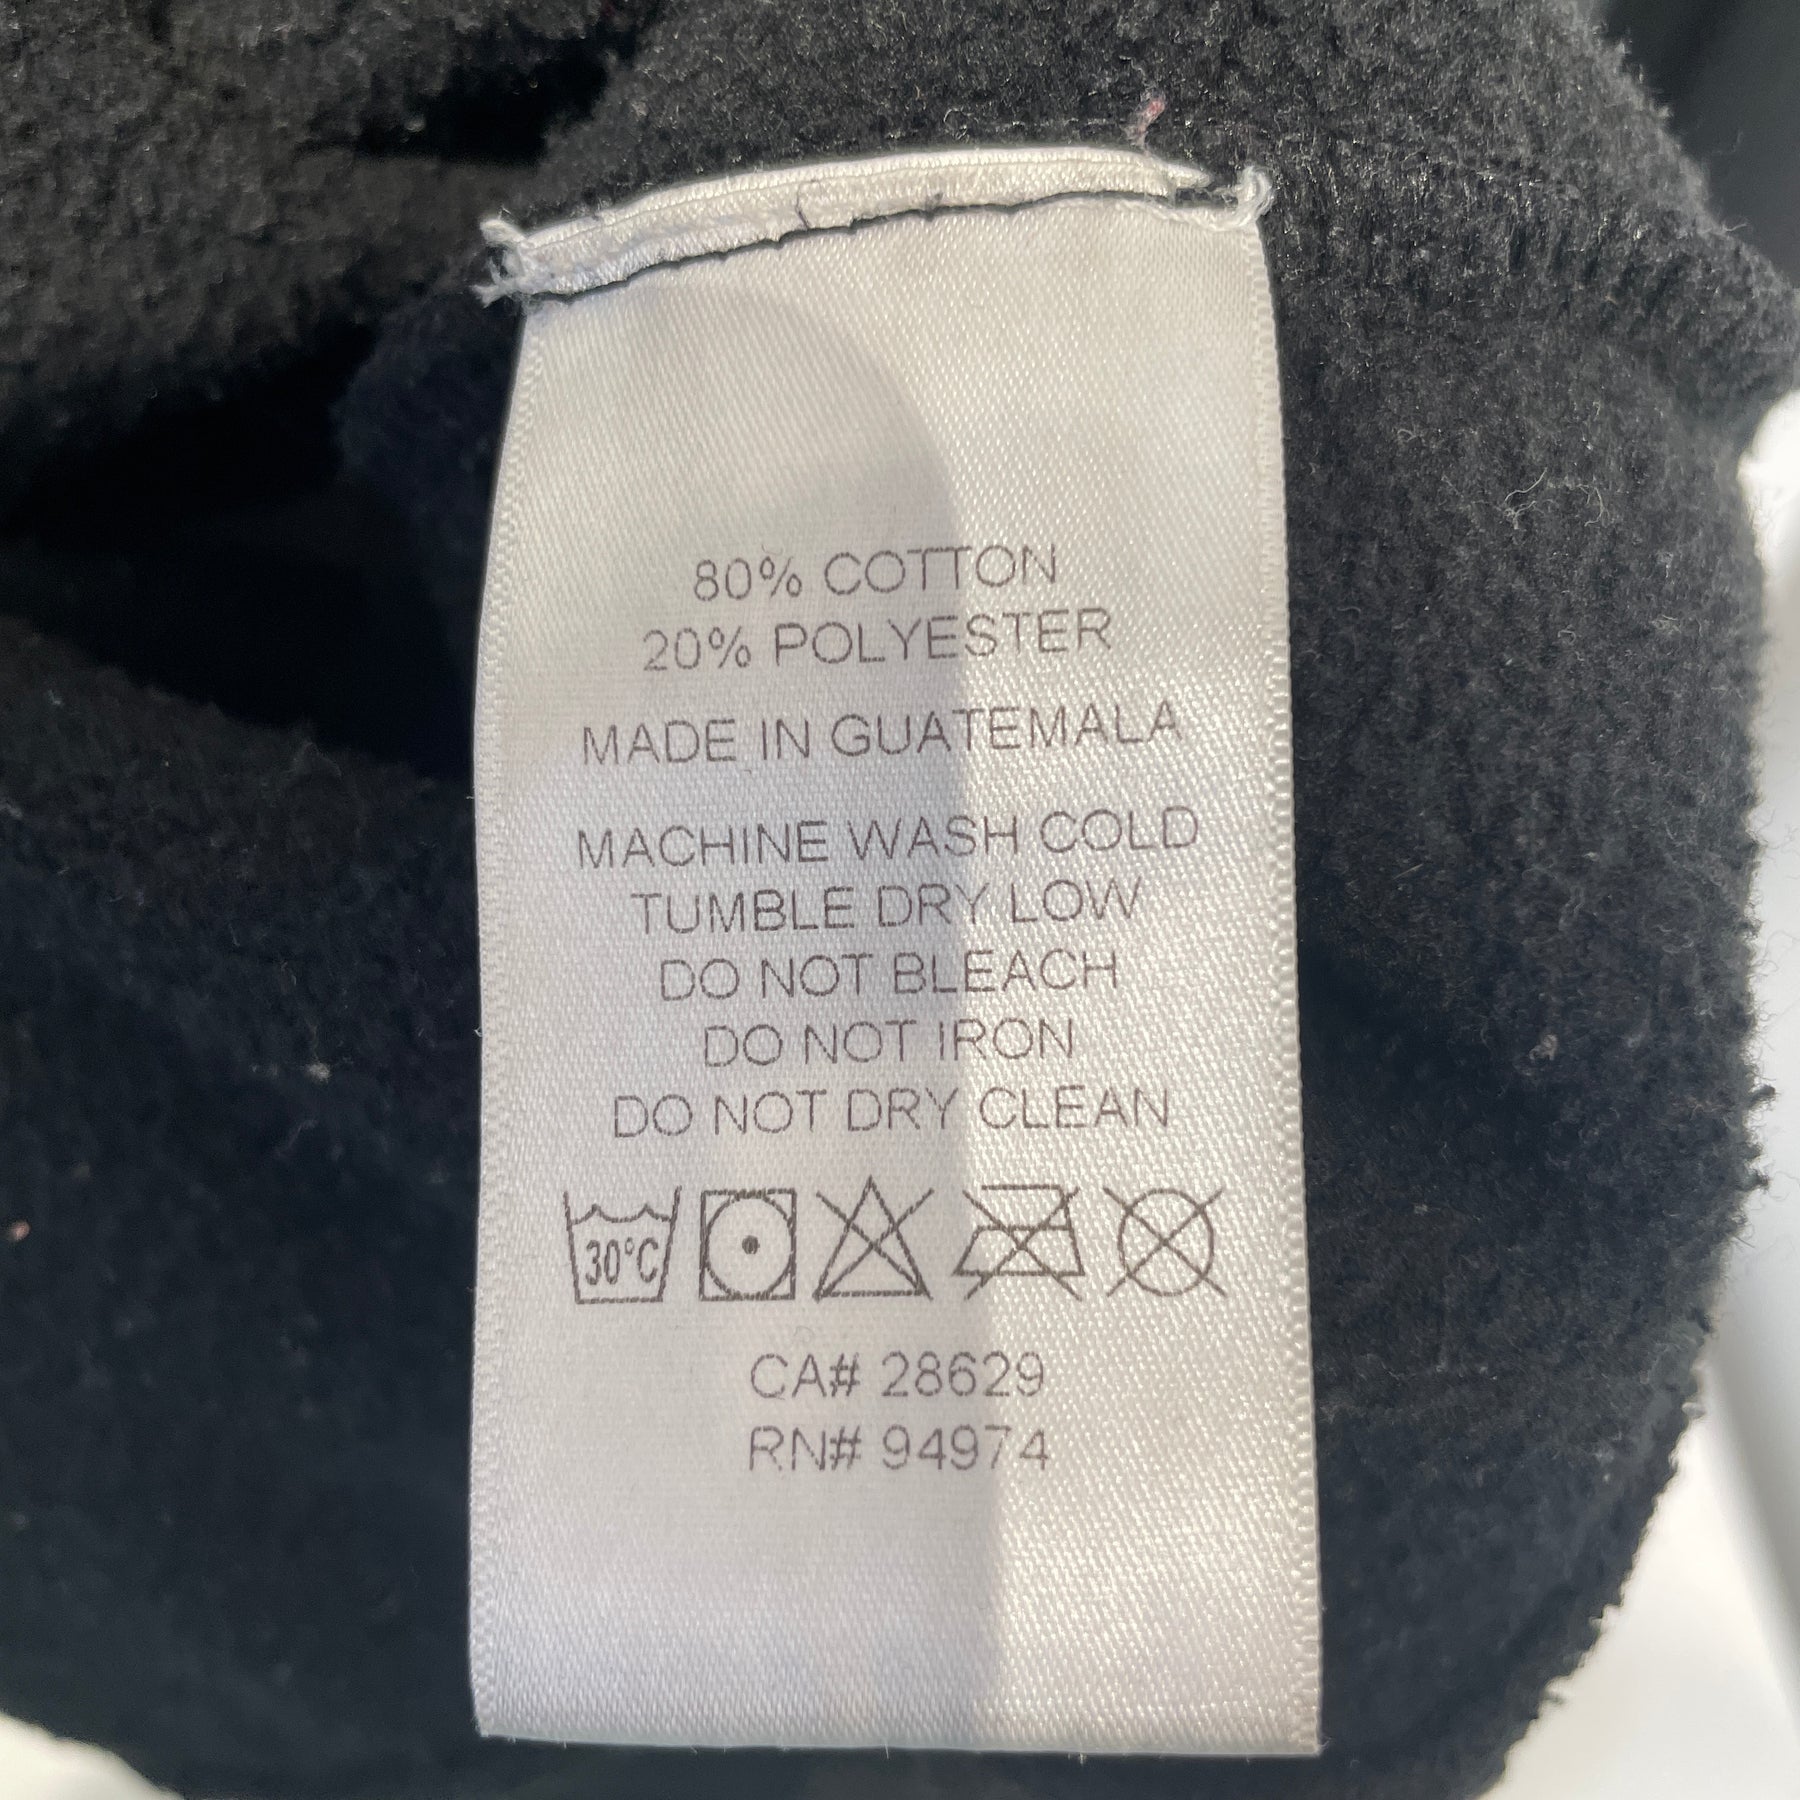 80% COTTON
20% POLYESTER
MADE IN GUATEMALA
MACHINE WASH COLD
TUMBLE DRY LOW
DO NOT BLEACH
DO NOT IRON
DO NOT DRY CLEAN
30°C
CA# 28629
RN# 94974